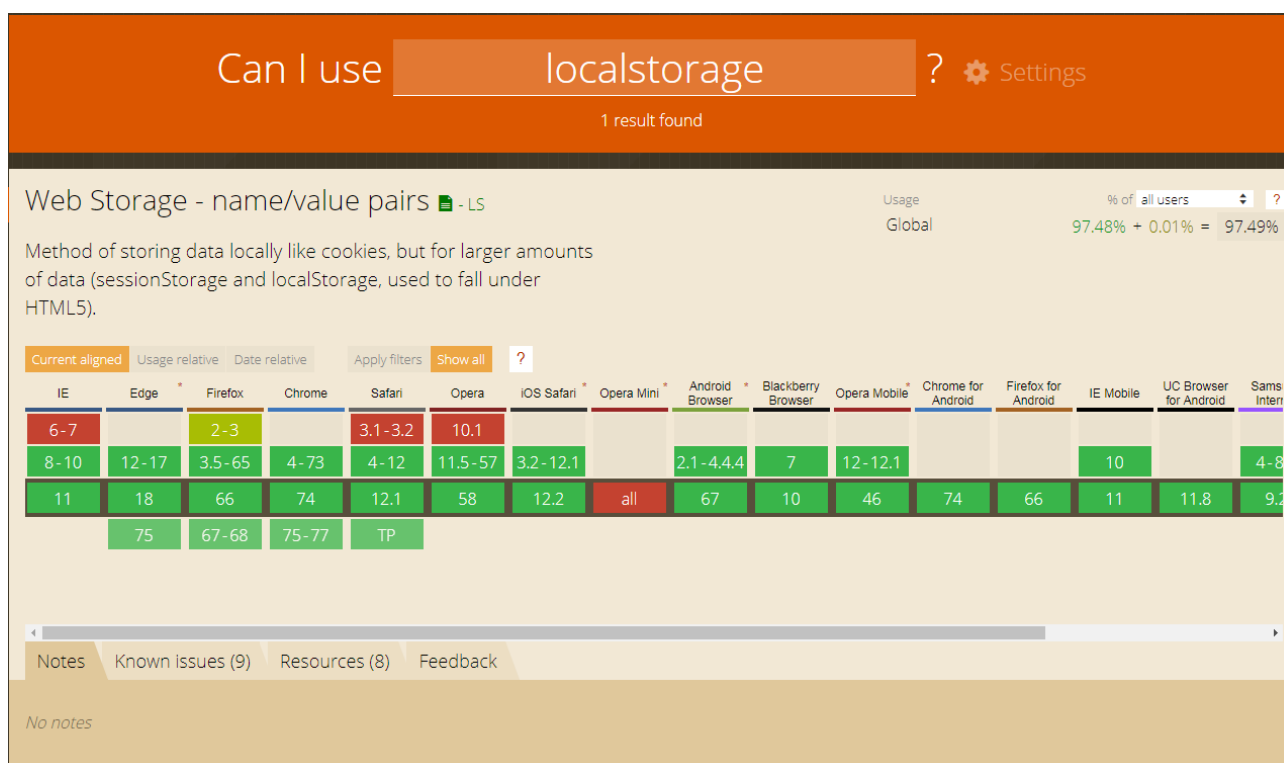 Can I use localstorage ? Settings
1 result found
Web Storage - name/value pairs - LS
Usage % of all users ?
Global 97.48% + 0.01% = 97.49%
Method of storing data locally like cookies, but for larger amounts
of data (sessionStorage and localStorage, used to fall under
HTML5).
Current aligned Usage relative Date relative Apply filters Show all ?
IE Edge * Firefox Chrome Safari Opera iOS Safari * Opera Mini * Android Browser * Blackberry Browser Opera Mobile * Chrome for Android Firefox for Android IE Mobile UC Browser for Android
6-7 2-3 3.1-3.2 10.1
8-10 12-17 3.5-65 4-73 4-12 11.5-57 3.2-12.1 2.1-4.4.4 7 12-12.1 10 4-8
11 18 66 74 12.1 58 12.2 all 67 10 46 74 66 11 11.8 9.2
75 67-68 75-77 TP
Notes Known issues (9) Resources (8) Feedback
No notes